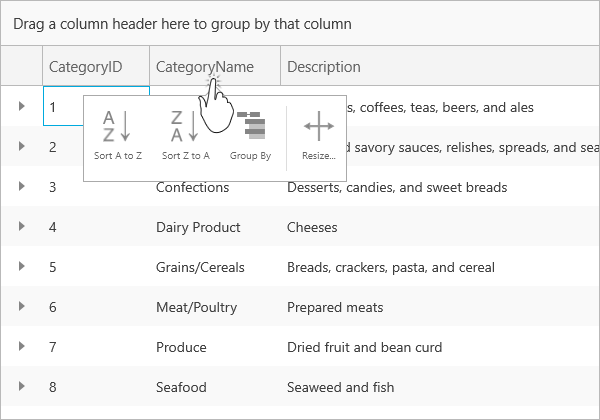 Drag a column header here to group by that column
CategoryID CategoryName Description
1 s, coffees, teas, beers, and ales
A Z Z A
Sort A to Z Sort Z to A Group By Resize...
2 d savory sauces, relishes, spreads, and sea
3 Confections Desserts, candies, and sweet breads
4 Dairy Product Cheeses
5 Grains/Cereals Breads, crackers, pasta, and cereal
6 Meat/Poultry Prepared meats
7 Produce Dried fruit and bean curd
8 Seafood Seaweed and fish